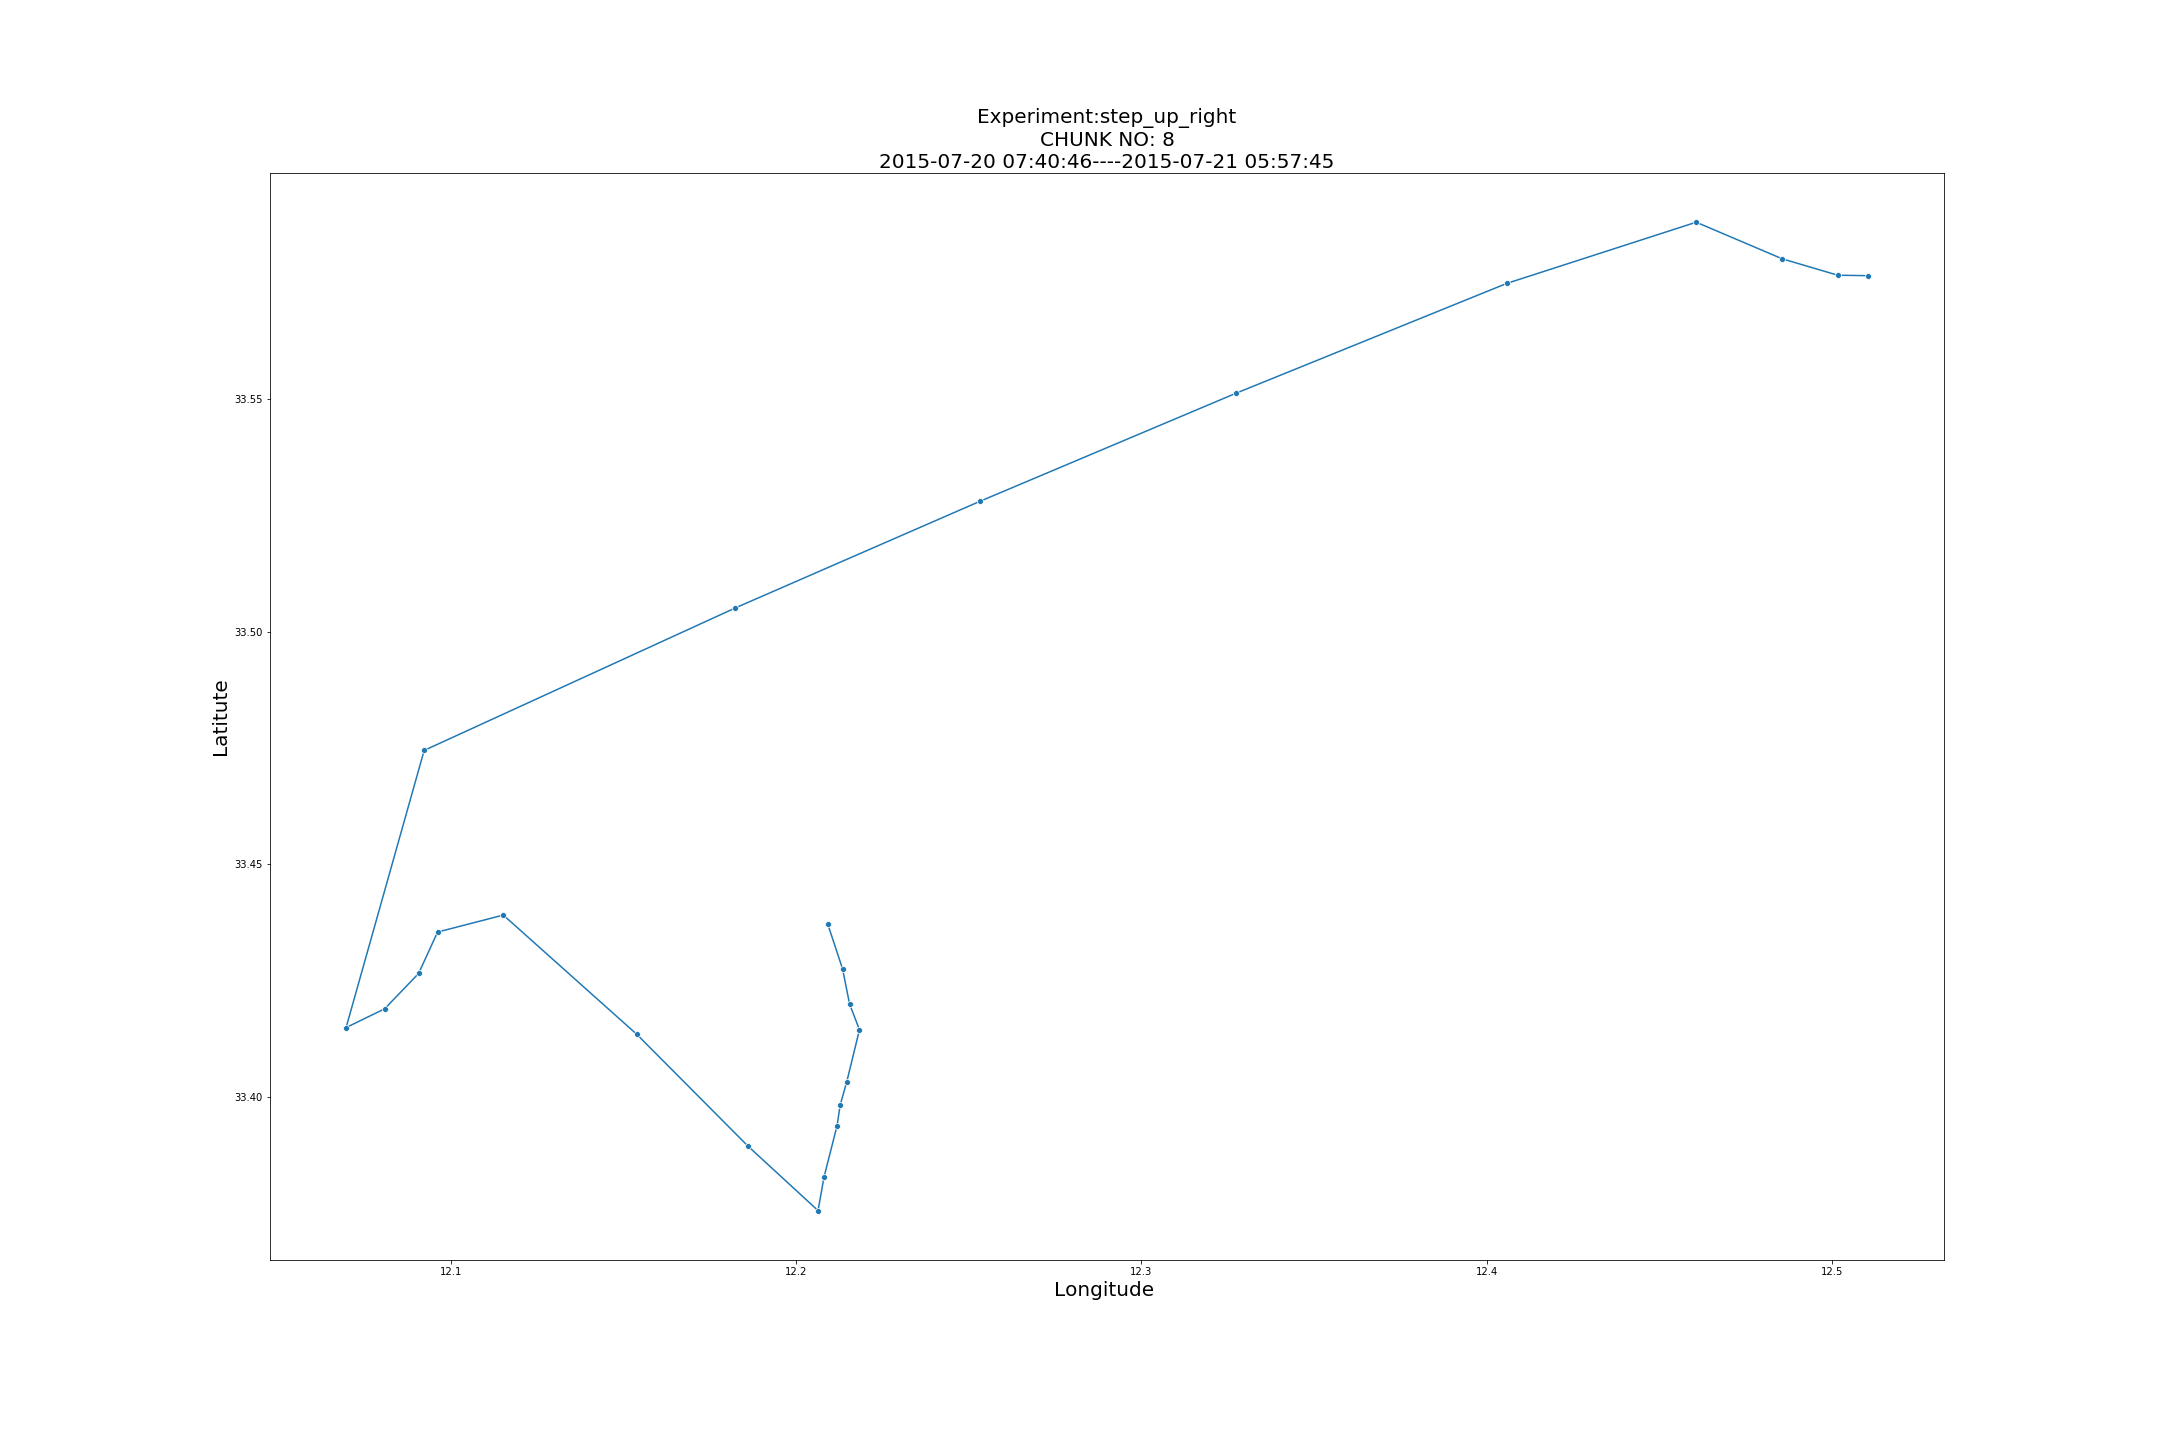 Experiment:step_up_right
CHUNK NO: 8
2015-07-20 07:40:46----2015-07-21 05:57:45
33.55
33.50
33.45
33.40
Latitute
12.1 12.2 12.3 12.4 12.5
Longitude